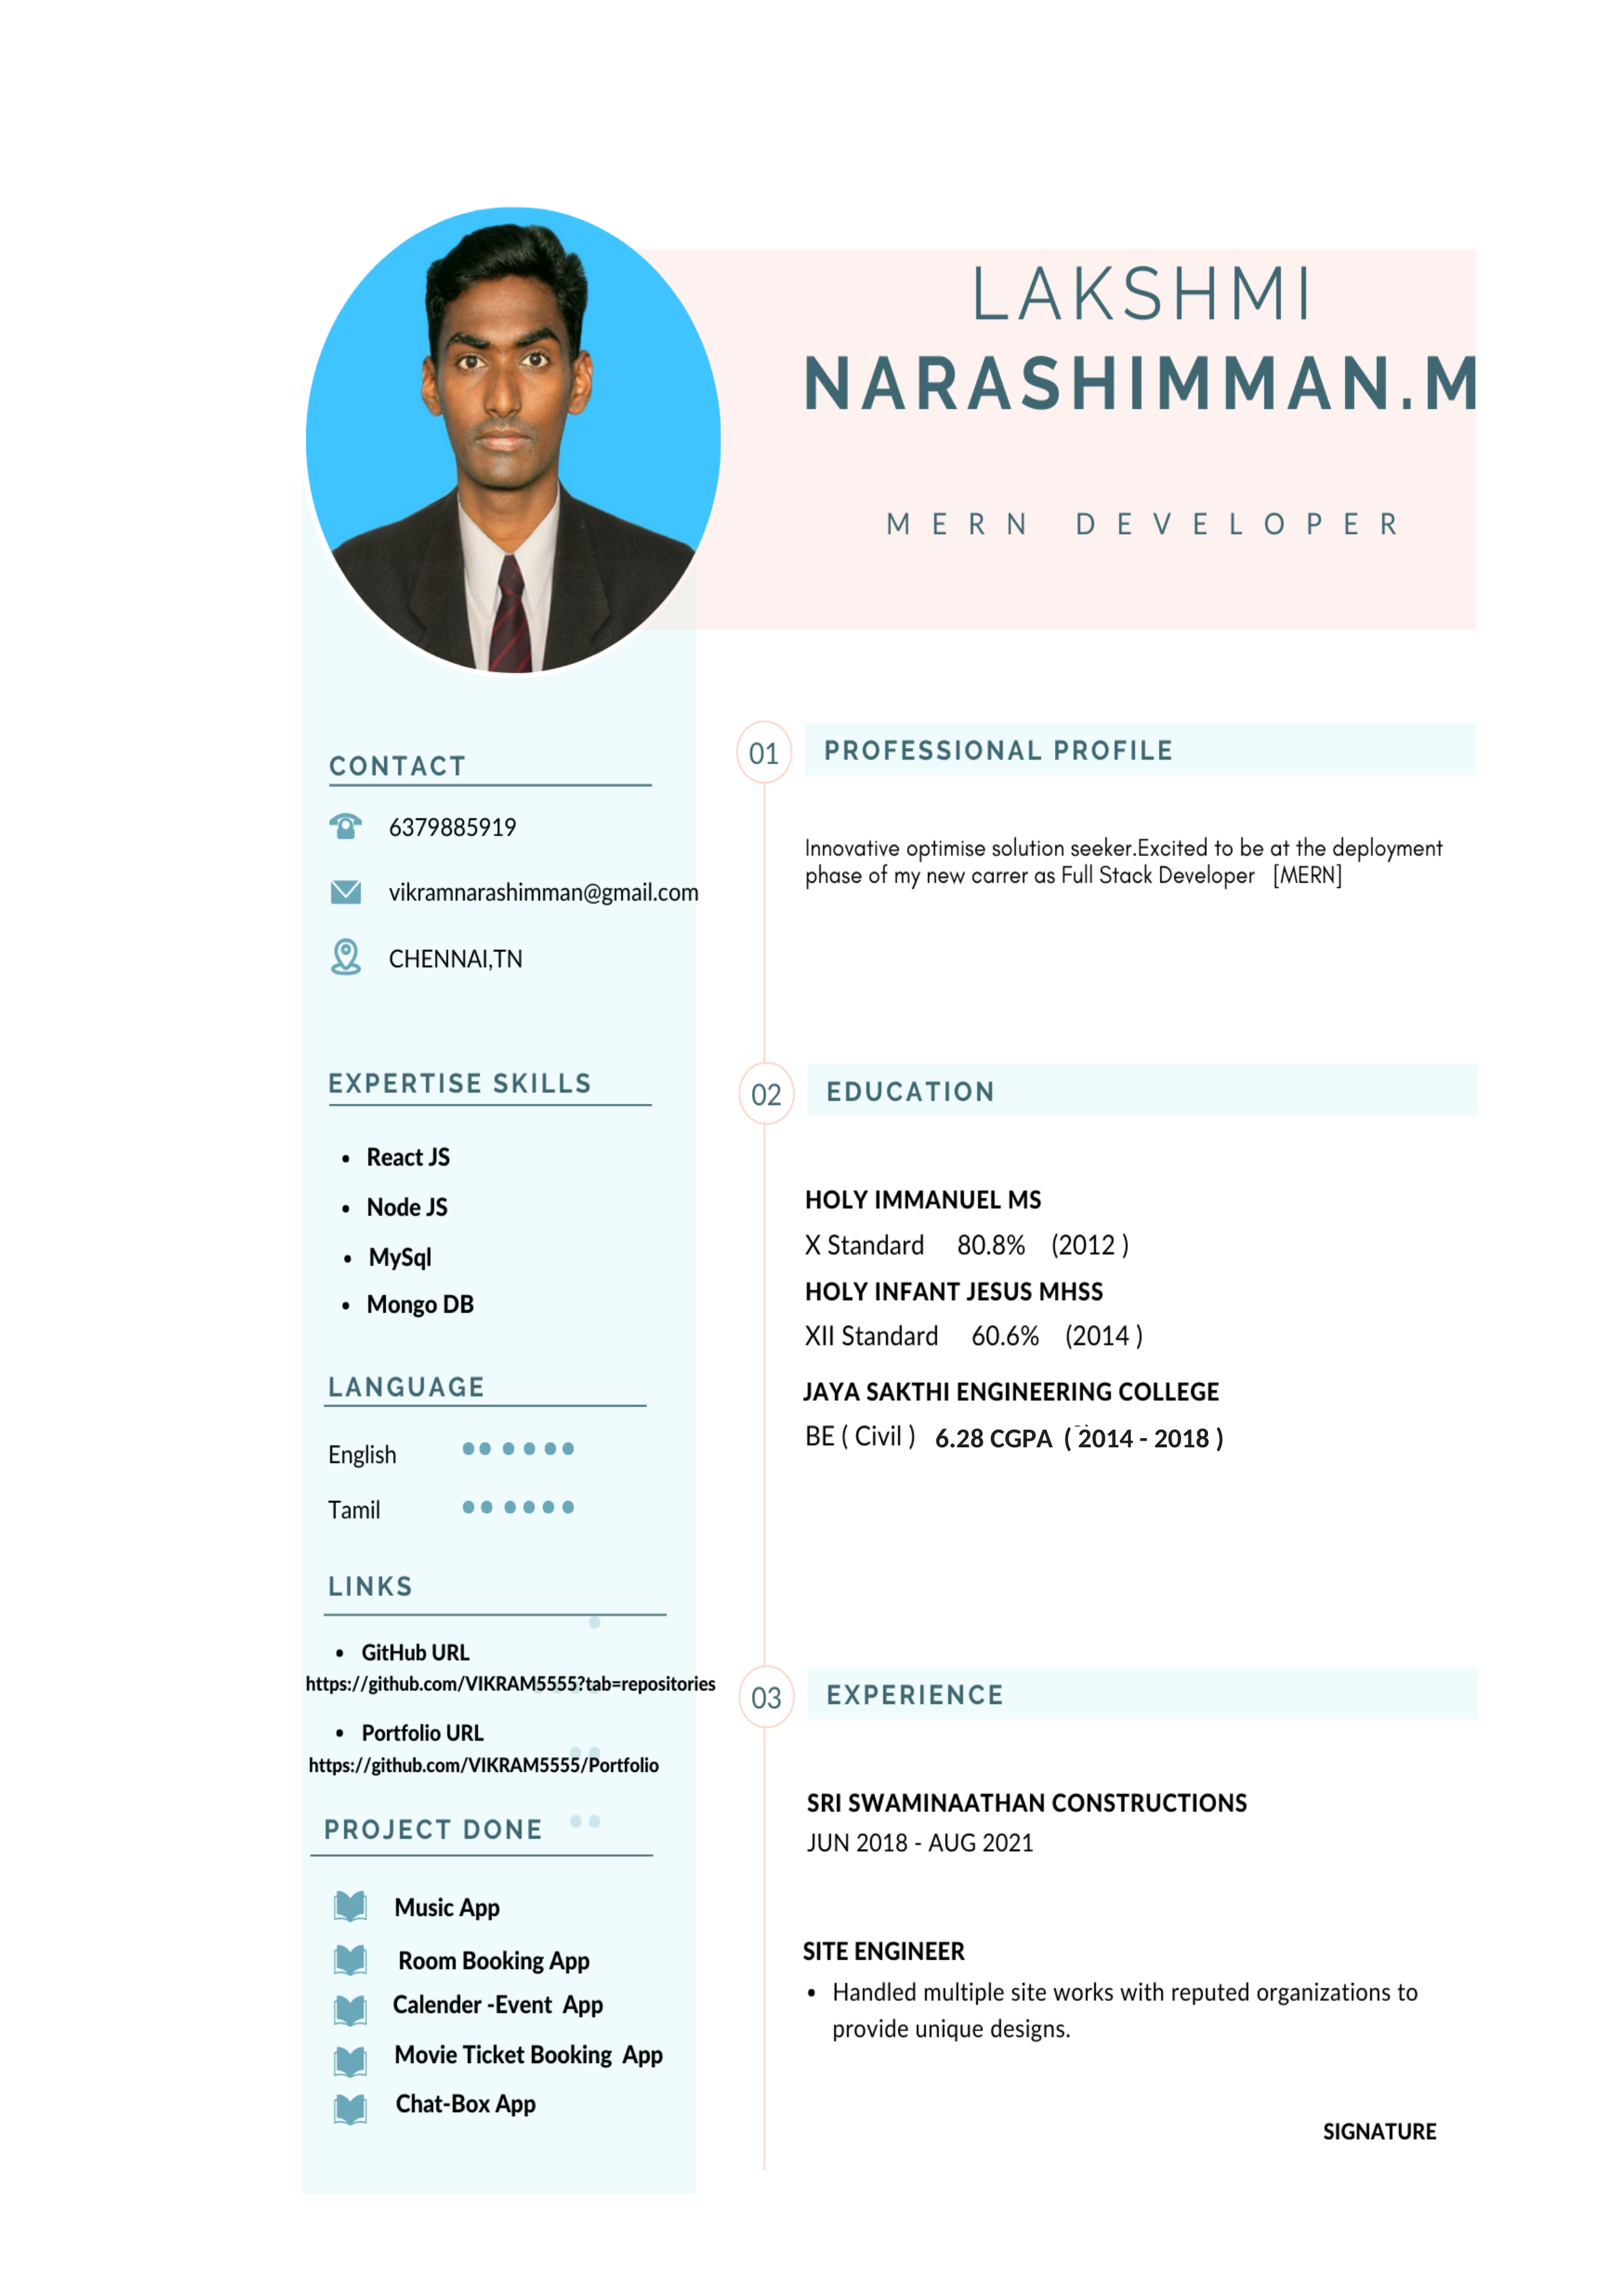 LAKSHMI
NARASHIMMAN.M
MERN DEVELOPER
CONTACT
6379885919
vikramnarashimman@gmail.com
CHENNAI,TN
EXPERTISE SKILLS
• React JS
• Node JS
• MySql
• Mongo DB
LANGUAGE
English
Tamil
LINKS
• GitHub URL
https://github.com/VIKRAM5555?tab=repositories
• Portfolio URL
https://github.com/VIKRAM5555/Portfolio
PROJECT DONE
Music App
Room Booking App
Calender -Event App
Movie Ticket Booking App
Chat-Box App
01 PROFESSIONAL PROFILE
Innovative optimise solution seeker.Excited to be at the deployment
phase of my new carrer as Full Stack Developer [MERN]
02 EDUCATION
HOLY IMMANUEL MS
X Standard 80.8% (2012 )
HOLY INFANT JESUS MHSS
XII Standard 60.6% (2014 )
JAYA SAKTHI ENGINEERING COLLEGE
BE ( Civil ) 6.28 CGPA ( 2014 - 2018 )
03 EXPERIENCE
SRI SWAMINAATHAN CONSTRUCTIONS
JUN 2018 - AUG 2021
SITE ENGINEER
• Handled multiple site works with reputed organizations to
provide unique designs.
SIGNATURE